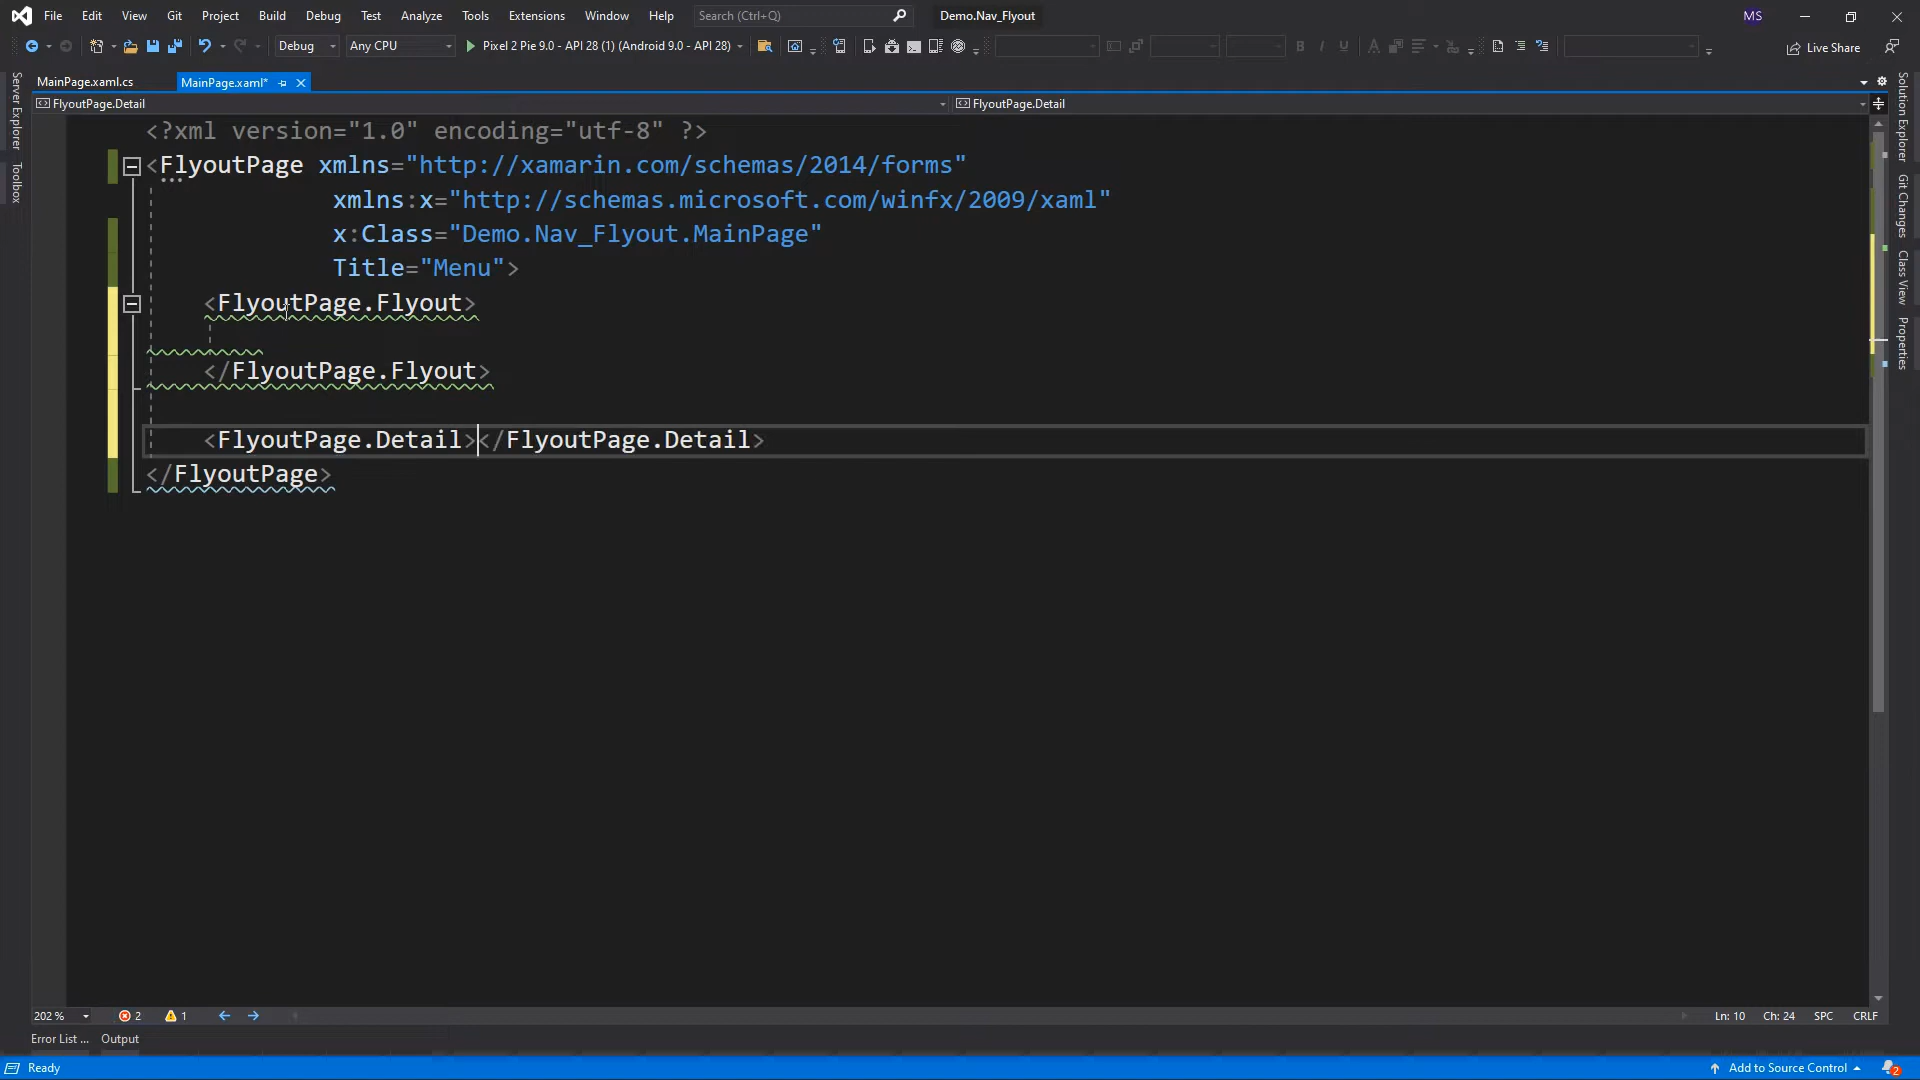 File Edit View Git Project Build Debug Test Analyze Tools Extensions Window Help Search (Ctrl+Q) Demo.Nav_Flyout MS
Debug Any CPU Pixel 2 Pie 9.0 - API 28 (1) (Android 9.0 - API 28) Live Share
MainPage.xaml.cs MainPage.xaml*
FlyoutPage.Detail FlyoutPage.Detail
<?xml version="1.0" encoding="utf-8" ?>
<FlyoutPage xmlns="http://xamarin.com/schemas/2014/forms"
xmlns:x="http://schemas.microsoft.com/winfx/2009/xaml"
x:Class="Demo.Nav_Flyout.MainPage"
Title="Menu">
<FlyoutPage.Flyout>
</FlyoutPage.Flyout>
<FlyoutPage.Detail></FlyoutPage.Detail>
</FlyoutPage>
Server Explorer
Toolbox
Solution Explorer
Git Changes
Class View
Properties
202 % 2 1 Ln: 10 Ch: 24 SPC CRLF
Error List ... Output
Ready Add to Source Control 2